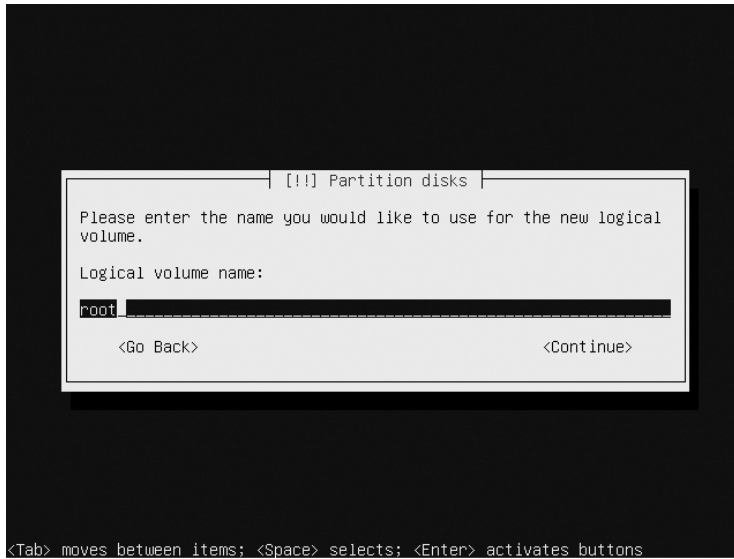 [!!] Partition disks
Please enter the name you would like to use for the new logical
volume.
Logical volume name:
root
<Go Back> <Continue>
<Tab> moves between items; <Space> selects; <Enter> activates buttons